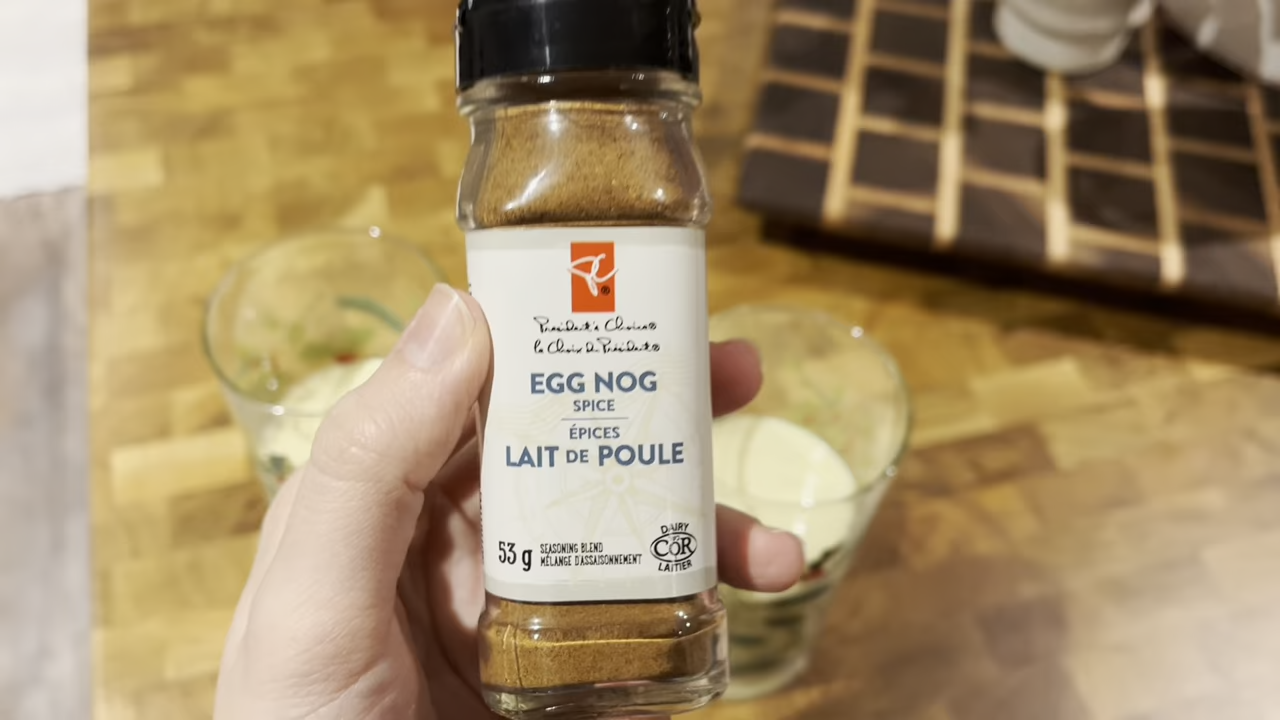 President's Choice®
le Choix du Président®
EGG NOG
SPICE
ÉPICES
LAIT DE POULE
53 g
SEASONING BLEND
MÉLANGE D'ASSAISONNEMENT
DAIRY
COR
LAITIER